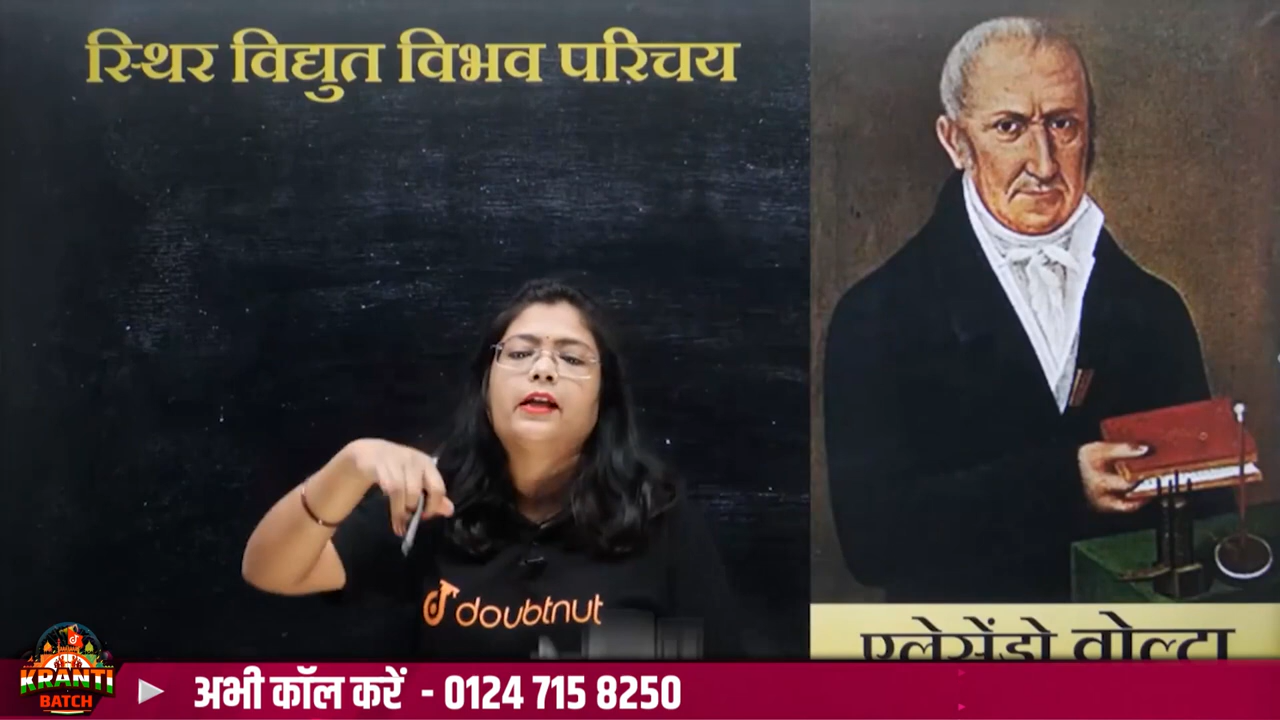 स्थिर विद्युत विभव परिचय
doubtnut
एलेसेंड्रो वोल्टा
KRANTI
BATCH
अभी कॉल करें - 0124 715 8250